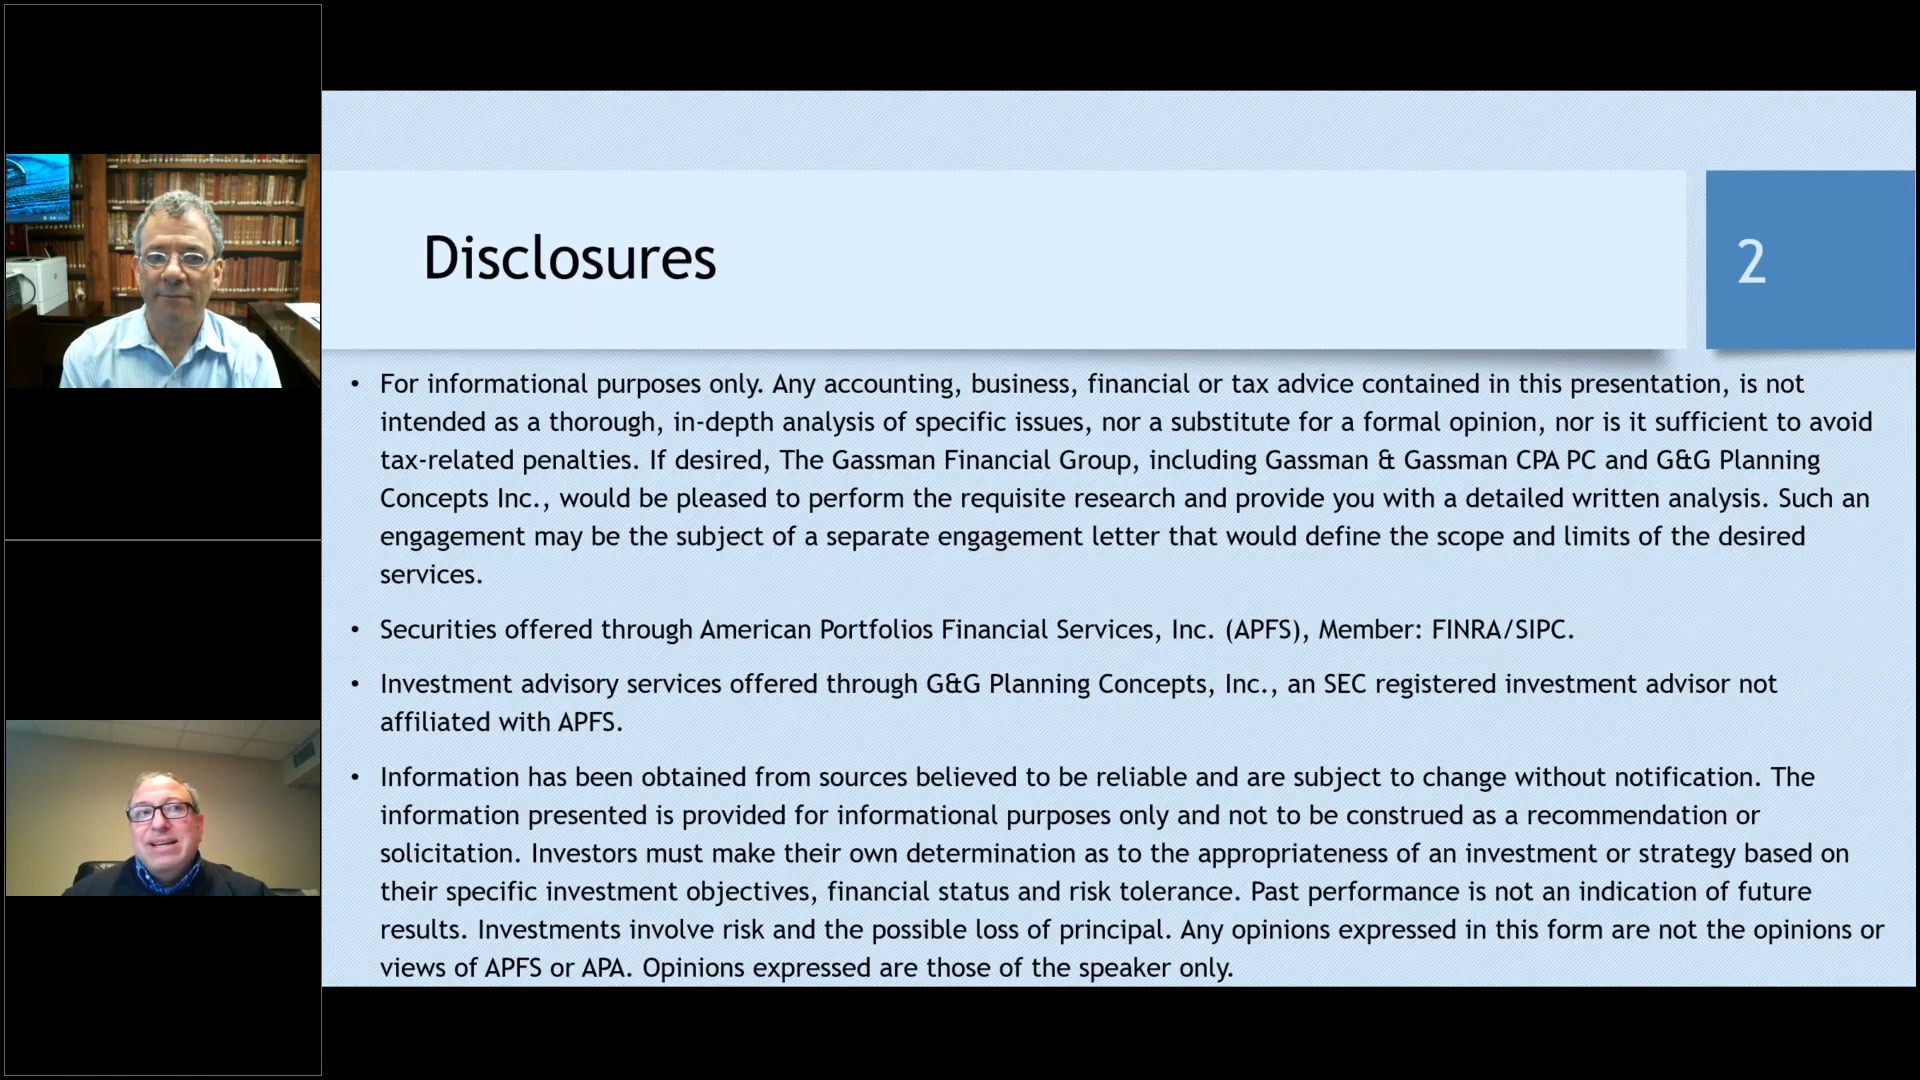 Disclosures
2
• For informational purposes only. Any accounting, business, financial or tax advice contained in this presentation, is not
intended as a thorough, in-depth analysis of specific issues, nor a substitute for a formal opinion, nor is it sufficient to avoid
tax-related penalties. If desired, The Gassman Financial Group, including Gassman & Gassman CPA PC and G&G Planning
Concepts Inc., would be pleased to perform the requisite research and provide you with a detailed written analysis. Such an
engagement may be the subject of a separate engagement letter that would define the scope and limits of the desired
services.
• Securities offered through American Portfolios Financial Services, Inc. (APFS), Member: FINRA/SIPC.
• Investment advisory services offered through G&G Planning Concepts, Inc., an SEC registered investment advisor not
affiliated with APFS.
• Information has been obtained from sources believed to be reliable and are subject to change without notification. The
information presented is provided for informational purposes only and not to be construed as a recommendation or
solicitation. Investors must make their own determination as to the appropriateness of an investment or strategy based on
their specific investment objectives, financial status and risk tolerance. Past performance is not an indication of future
results. Investments involve risk and the possible loss of principal. Any opinions expressed in this form are not the opinions or
views of APFS or APA. Opinions expressed are those of the speaker only.